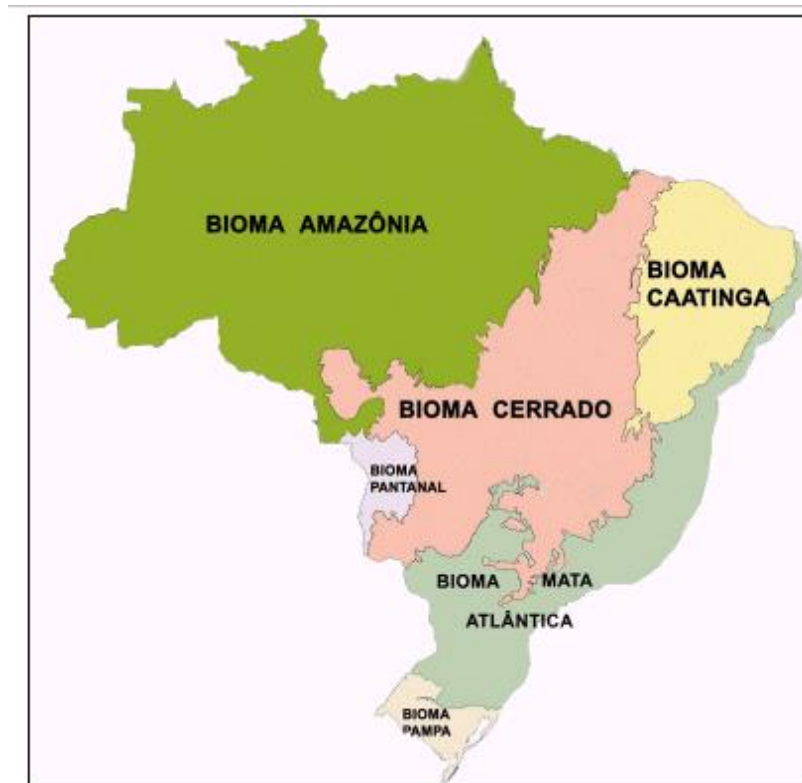 BIOMA AMAZÔNIA
BIOMA
CAATINGA
BIOMA CERRADO
BIOMA
PANTANAL
BIOMA MATA
ATLÂNTICA
BIOMA
PAMPA